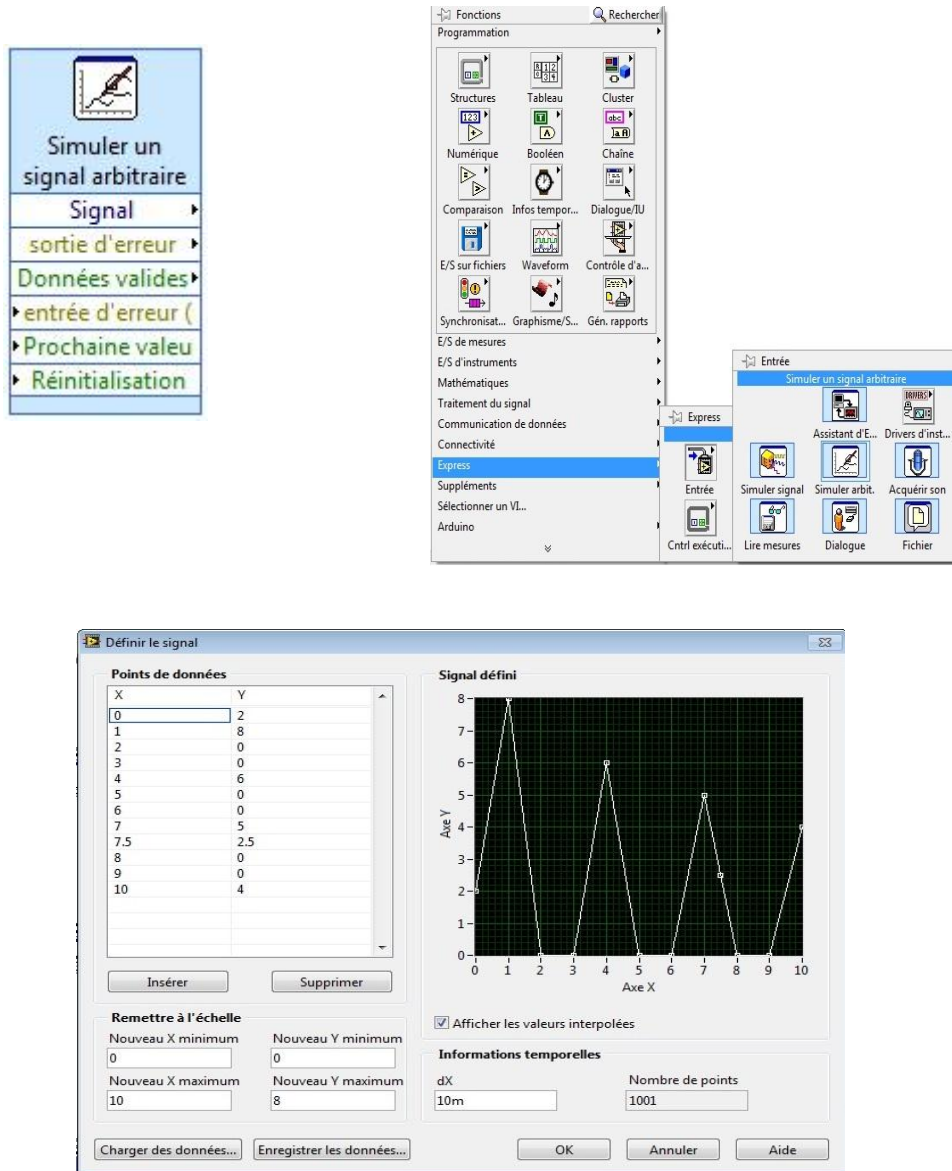 Simuler un
signal arbitraire
Signal
sortie d'erreur
Données valides
entrée d'erreur (
Prochaine valeu
Réinitialisation
Fonctions
Rechercher
Programmation
Structures Tableau Cluster
Numérique Booléen Chaîne
Comparaison Infos tempor... Dialogue/IU
E/S sur fichiers Waveform Contrôle d'a...
Synchronisat... Graphisme/S... Gén. rapports
E/S de mesures
E/S d'instruments
Mathématiques
Traitement du signal
Communication de données
Connectivité
Express
Suppléments
Sélectionner un VI...
Arduino
Express
Entrée
Cntrl exécuti...
Entrée
Simuler un signal arbitraire
Assistant d'E... Drivers d'inst...
Simuler signal Simuler arbit. Acquérir son
Lire mesures Dialogue Fichier
Définir le signal
Points de données
X Y
0 2
1 8
2 0
3 0
4 6
5 0
6 0
7 5
7.5 2.5
8 0
9 0
10 4
Insérer Supprimer
Remettre à l'échelle
Nouveau X minimum Nouveau Y minimum
0 0
Nouveau X maximum Nouveau Y maximum
10 8
Signal défini
8
7
6
5
4
3
2
1
0
Axe Y
0 1 2 3 4 5 6 7 8 9 10
Axe X
Afficher les valeurs interpolées
Informations temporelles
dX Nombre de points
10m 1001
Charger des données... Enregistrer les données... OK Annuler Aide